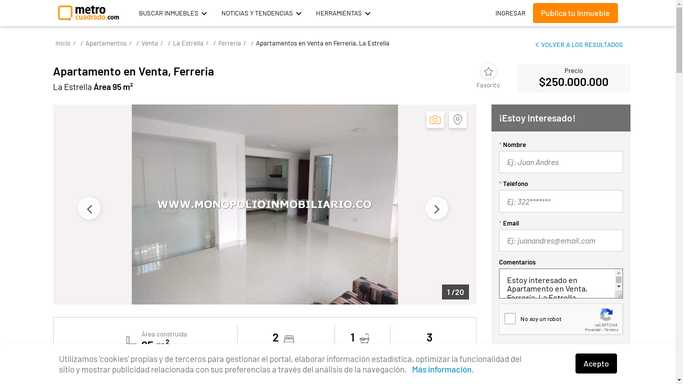 metro
cuadrado.com
BUSCAR INMUEBLES
NOTICIAS Y TENDENCIAS
HERRAMIENTAS
INGRESAR
Publica tu Inmueble
Inicio / / Apartamentos / / Venta / / La Estrella / / Ferreria / > Apartamentos en Venta en Ferreria, La Estrella
VOLVER A LOS RESULTADOS
Apartamento en Venta, Ferreria
La Estrella Área 95 m²
Favorito
Precio
$250.000.000
WWW.MONOPOLIOINMOBILIARIO.CO
1 / 20
¡Estoy Interesado!
* Nombre
Ej: Juan Andres
* Teléfono
Ej: 322*******
* Email
Ej: juanandres@email.com
Comentarios
Estoy interesado en
Apartamento en Venta,
Ferreria, La Estrella
No soy un robot
reCAPTCHA
Privacidad - Términos
Área construida
95 m²
2
1
3
Utilizamos 'cookies' propias y de terceros para gestionar el portal, elaborar información estadística, optimizar la funcionalidad del
sitio y mostrar publicidad relacionada con sus preferencias a través del análisis de la navegación. Más información.
Acepto